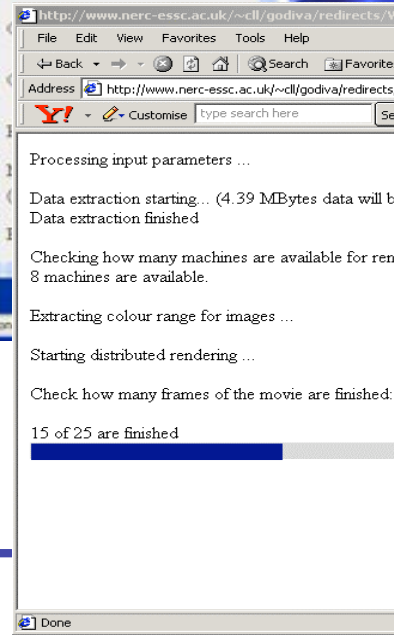 http://www.nerc-essc.ac.uk/~cll/godiva/redirects/
File Edit View Favorites Tools Help
Back Search Favorite
Address http://www.nerc-essc.ac.uk/~cll/godiva/redirects
Y! Customise type search here Se
Processing input parameters ...
Data extraction starting... (4.39 MBytes data will b
Data extraction finished
Checking how many machines are available for ren
8 machines are available.
Extracting colour range for images ...
Starting distributed rendering ...
Check how many frames of the movie are finished:
15 of 25 are finished
Done